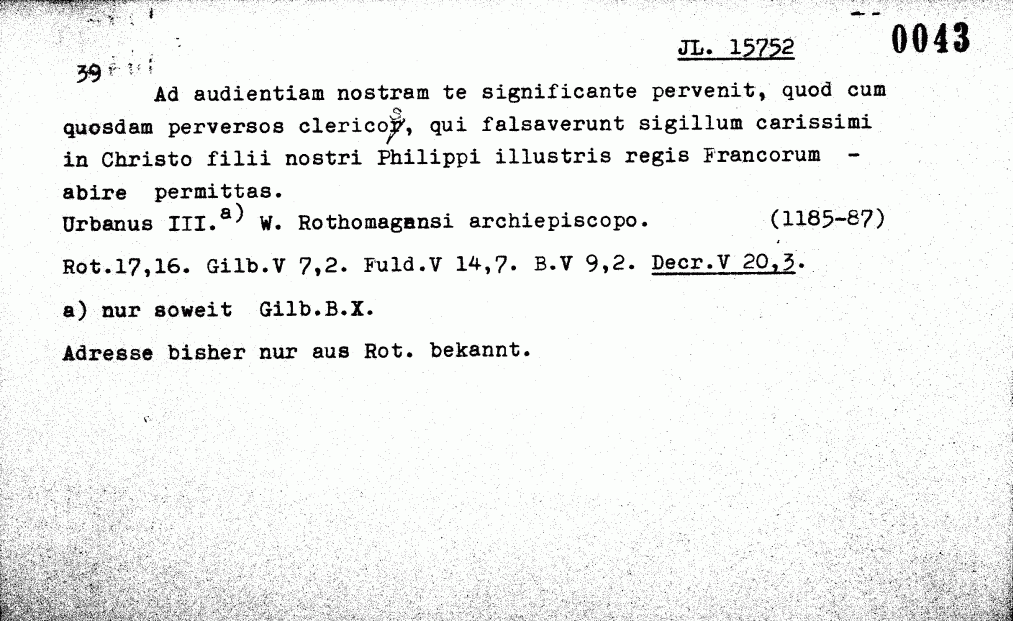 JL. 15752 0043
39
Ad audientiam nostram te significante pervenit, quod cum
quosdam perversos clericos, qui falsaverunt sigillum carissimi
in Christo filii nostri Philippi illustris regis Francorum -
abire permittas.
Urbanus III.a) W. Rothomagensi archiepiscopo. (1185-87)
Rot.17,16. Gilb.V 7,2. Fuld.V 14,7. B.V 9,2. Decr.V 20,3.
a) nur soweit Gilb.B.X.
Adresse bisher nur aus Rot. bekannt.